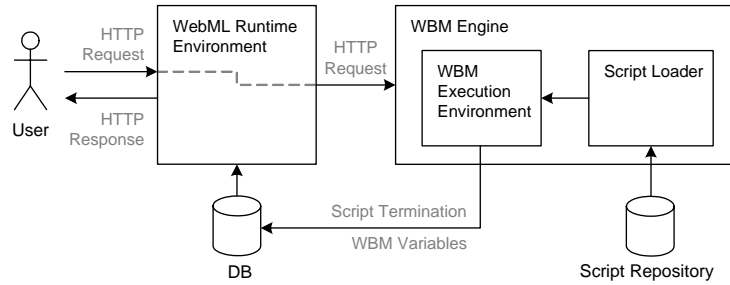 HTTP
Request
User
HTTP
Response
WebML Runtime
Environment
HTTP
Request
WBM Engine
WBM
Execution
Environment
Script Loader
Script Termination
WBM Variables
DB
Script Repository